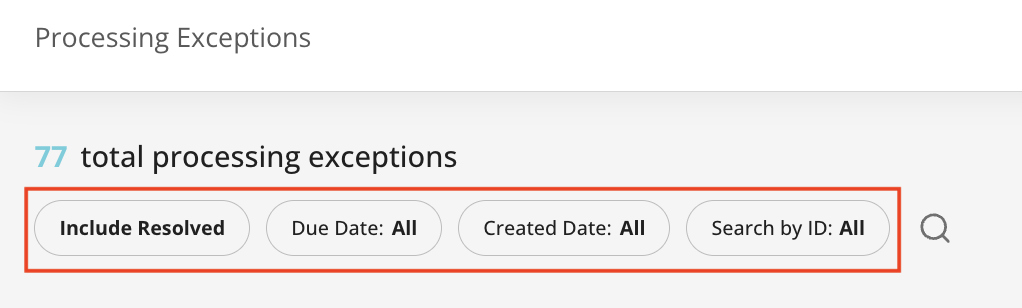 Processing Exceptions
77 total processing exceptions
Include Resolved Due Date: All Created Date: All Search by ID: All